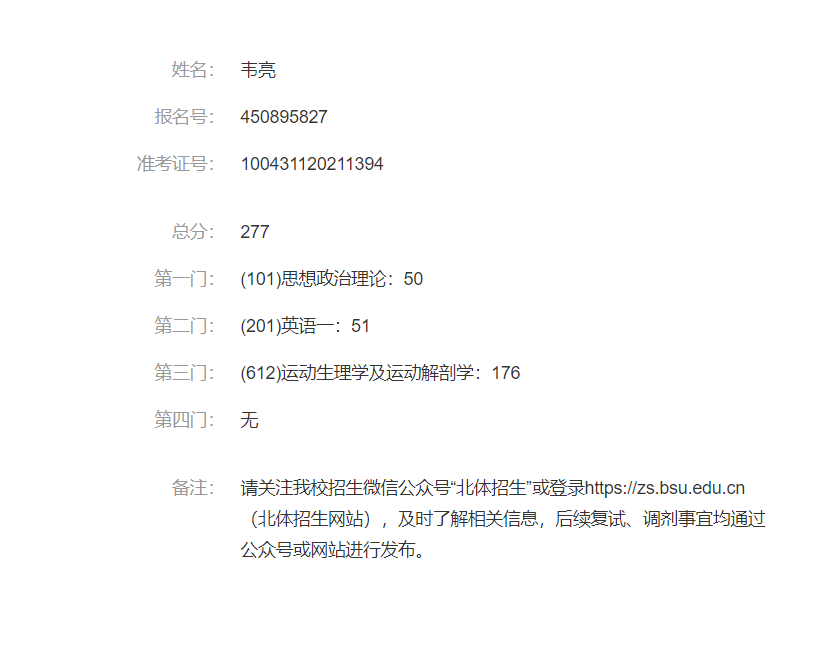 姓名： 韦亮
报名号： 450895827
准考证号： 100431120211394
总分： 277
第一门： (101)思想政治理论：50
第二门： (201)英语一：51
第三门： (612)运动生理学及运动解剖学：176
第四门： 无
备注： 请关注我校招生微信公众号“北体招生”或登录https://zs.bsu.edu.cn
（北体招生网站），及时了解相关信息，后续复试、调剂事宜均通过
公众号或网站进行发布。